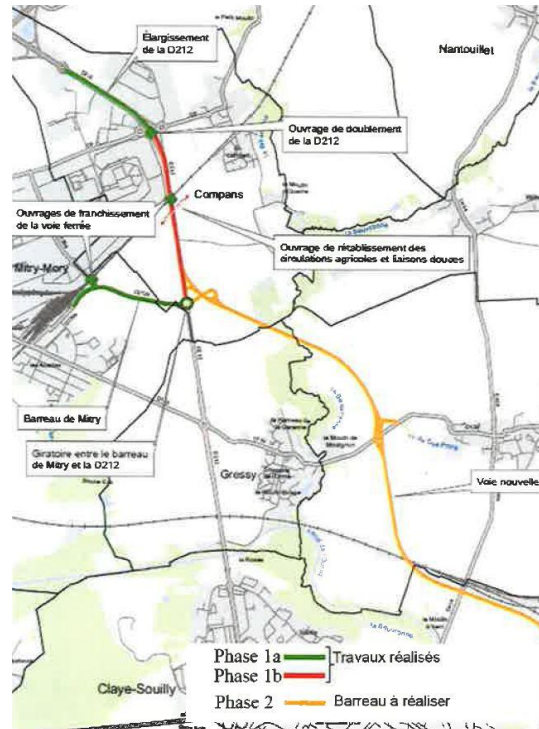 Élargissement
de la D212
Nantouillet
Ouvrage de doublement
de la D212
Compans
Ouvrages de franchissement
de la voie ferrée
Ouvrage de rétablissement des
circulations agricoles et liaisons douces
Mitry-Mory
Barreau de Mitry
Giratoire entre le barreau
de Mitry et la D212
Gressy
Voie nouvelle
Claye-Souilly
Phase 1a
Travaux réalisés
Phase 1b
Phase 2
Barreau à réaliser